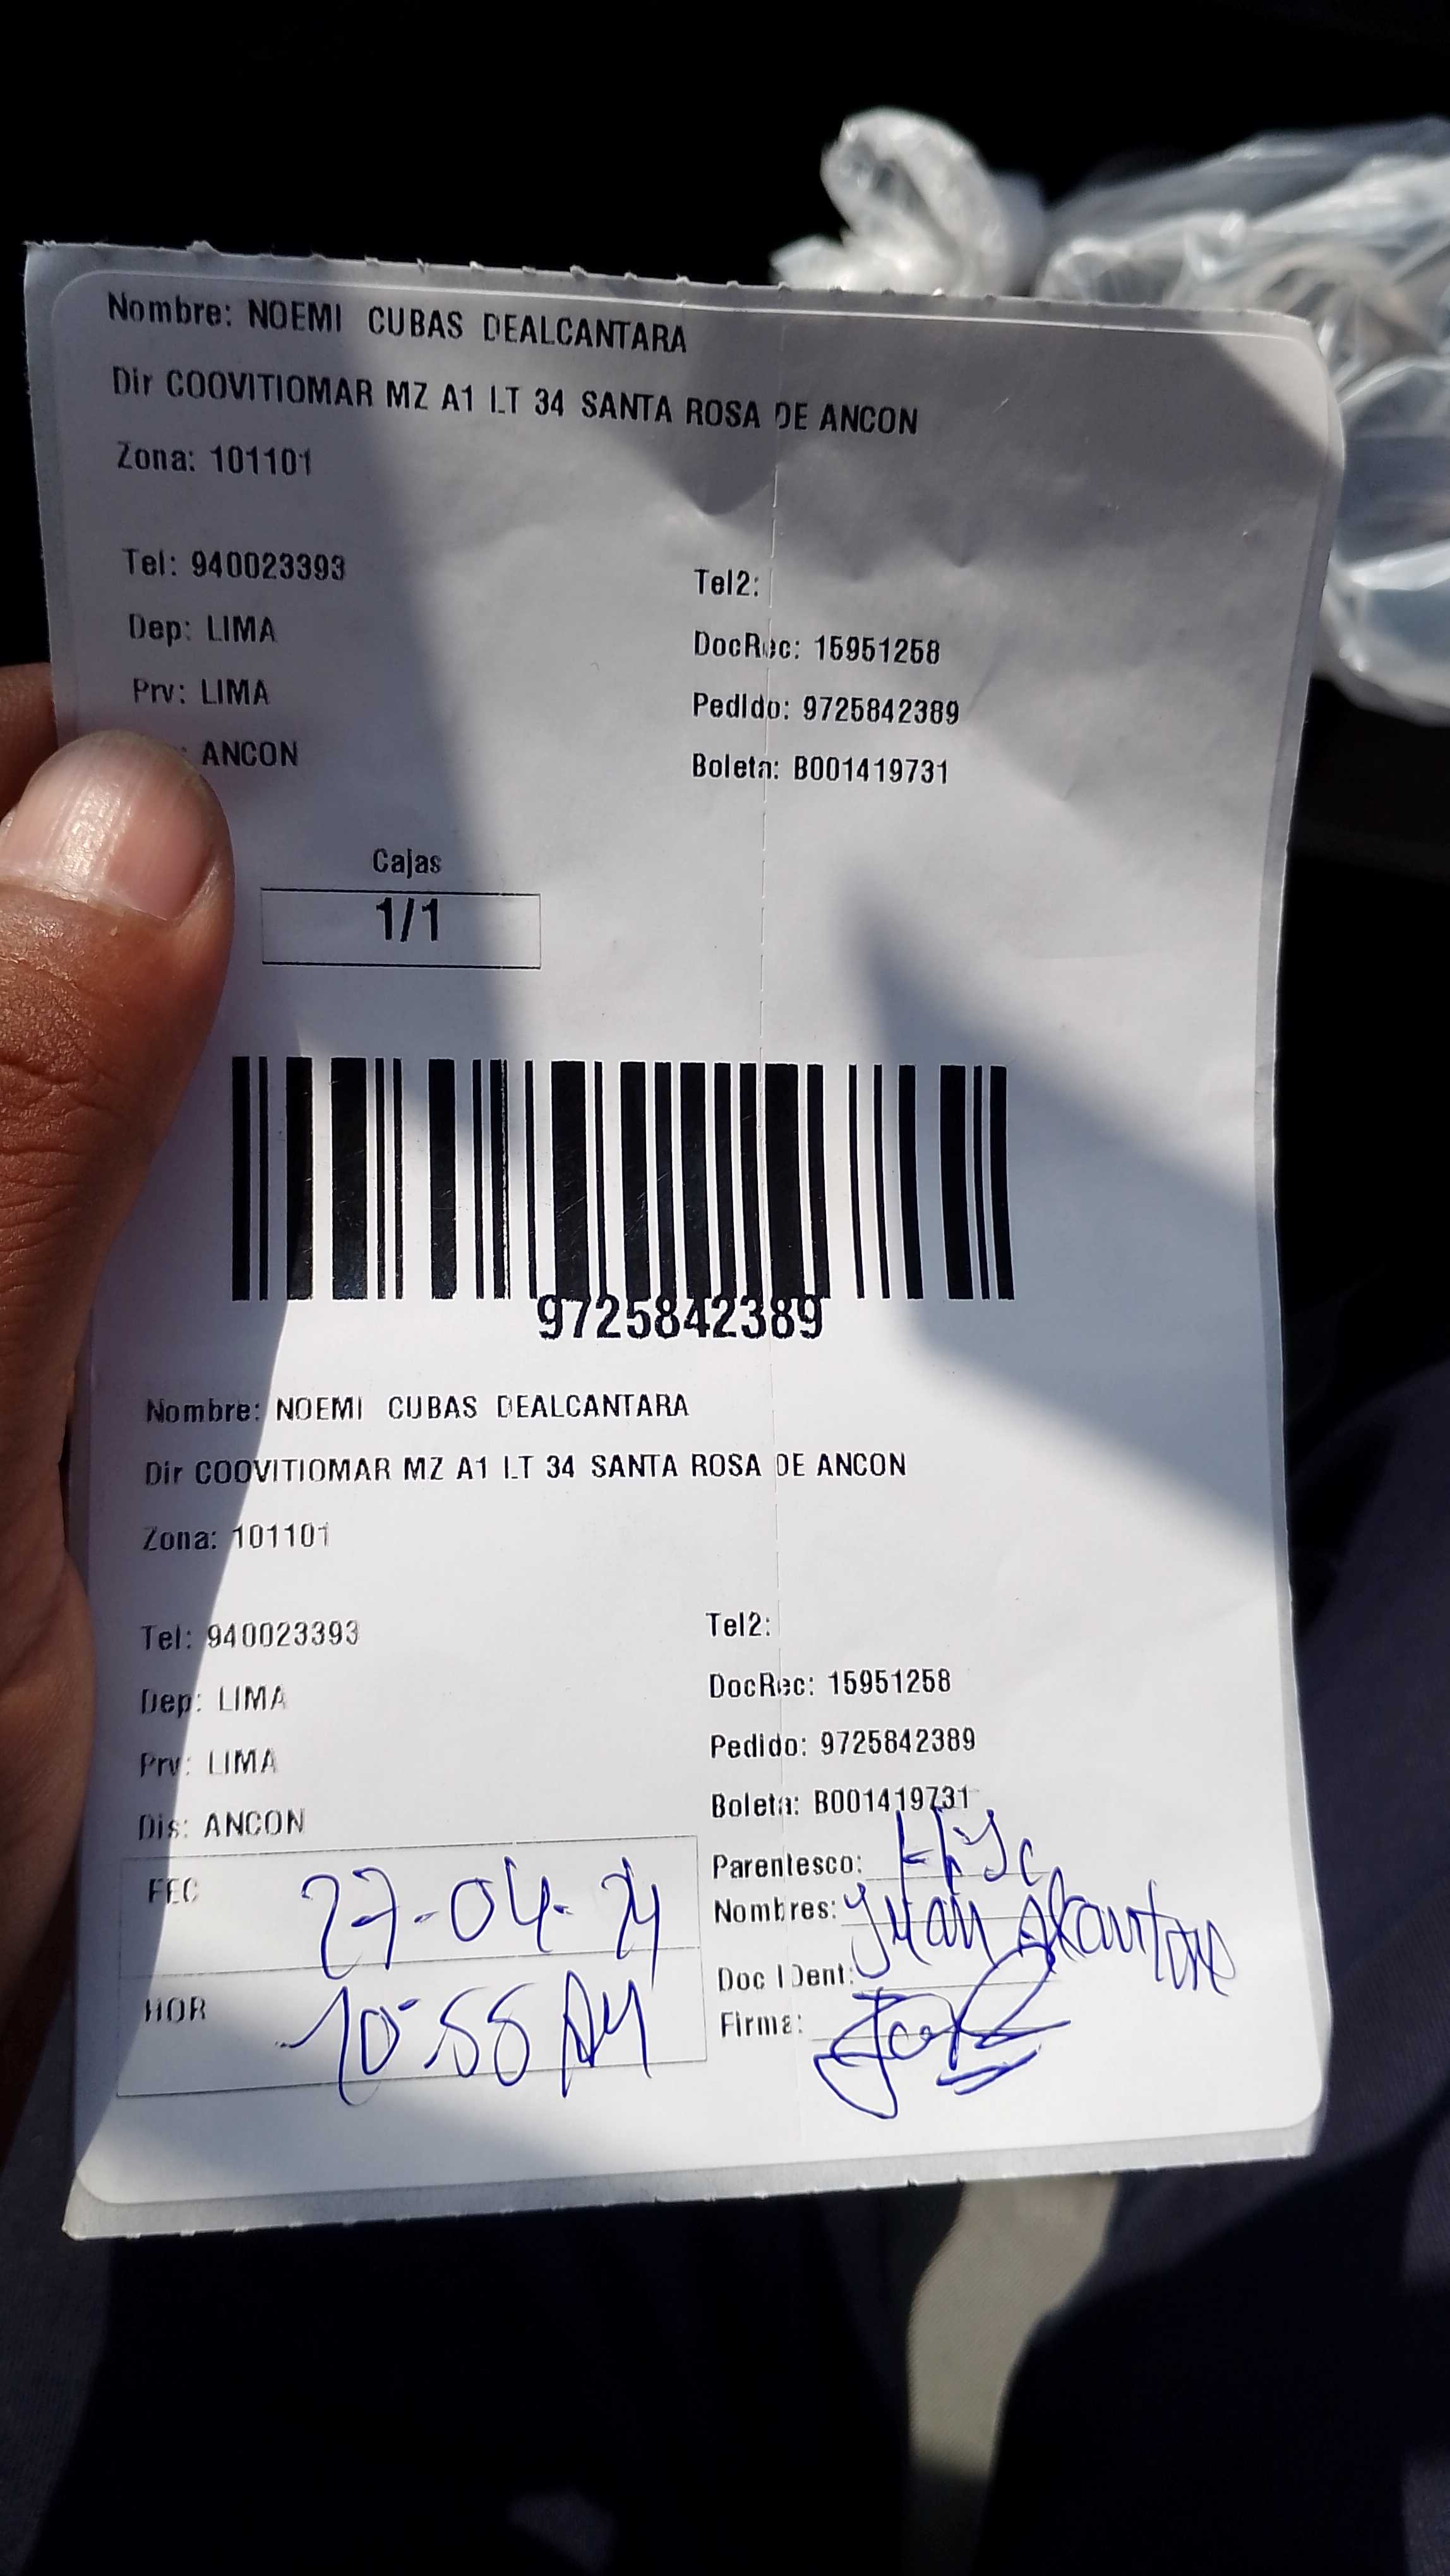 Nombre: NOEMI CUBAS DEALCANTARA
Dir COOVITIOMAR MZ A1 LT 34 SANTA ROSA DE ANCON
Zona: 101101
Tel: 940023393
Tel2:
Dep: LIMA
DocRec: 15951258
Prv: LIMA
Pedido: 9725842389
: ANCON
Boleta: B001419731
Cajas
1/1
9725842389
Nombre: NOEMI CUBAS DEALCANTARA
Dir COOVITIOMAR MZ A1 LT 34 SANTA ROSA DE ANCON
Zona: 101101
Tel: 940023393
Tel2:
Dep: LIMA
DocRec: 15951258
Prv: LIMA
Pedido: 9725842389
Dis: ANCON
Boleta: B001419731
Parentesco: Hijo
FEC 27-04-24
Nombres: Juan Alcantara
Doc IDent:
HOR 10:58 AM
Firma: